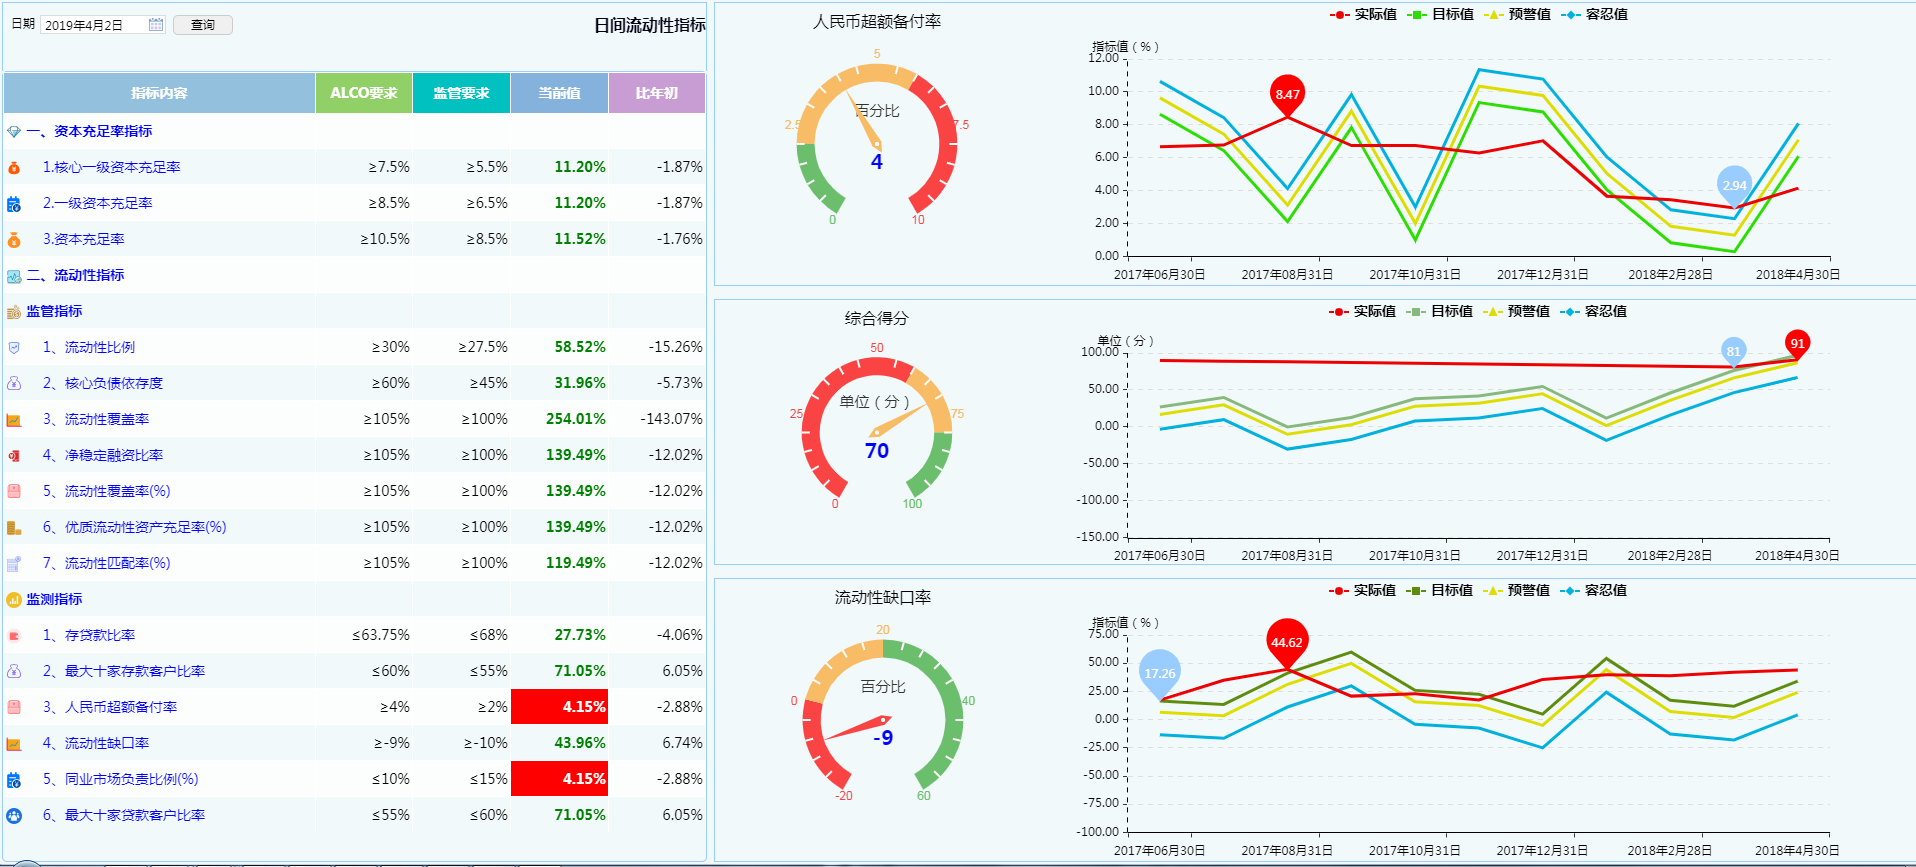 日期 2019年4月2日 查询 日间流动性指标
指标内容 ALCO要求 监管要求 当前值 比年初
一、资本充足率指标
1.核心一级资本充足率 ≥7.5% ≥5.5% 11.20% -1.87%
2.一级资本充足率 ≥8.5% ≥6.5% 11.20% -1.87%
3.资本充足率 ≥10.5% ≥8.5% 11.52% -1.76%
二、流动性指标
监管指标
1、流动性比例 ≥30% ≥27.5% 58.52% -15.26%
2、核心负债依存度 ≥60% ≥45% 31.96% -5.73%
3、流动性覆盖率 ≥105% ≥100% 254.01% -143.07%
4、净稳定融资比率 ≥105% ≥100% 139.49% -12.02%
5、流动性覆盖率(%) ≥105% ≥100% 139.49% -12.02%
6、优质流动性资产充足率(%) ≥105% ≥100% 139.49% -12.02%
7、流动性匹配率(%) ≥105% ≥100% 119.49% -12.02%
监测指标
1、存贷款比率 ≤63.75% ≤68% 27.73% -4.06%
2、最大十家存款客户比率 ≤60% ≤55% 71.05% 6.05%
3、人民币超额备付率 ≥4% ≥2% 4.15% -2.88%
4、流动性缺口率 ≥-9% ≥-10% 43.96% 6.74%
5、同业市场负责比例(%) ≤10% ≤15% 4.15% -2.88%
6、最大十家贷款客户比率 ≤55% ≤60% 71.05% 6.05%
人民币超额备付率
5
2.5 7.5
百分比
4
0 10
实际值 目标值 预警值 容忍值
指标值（%）
12.00
10.00
8.00
6.00
4.00
2.00
0.00
8.47
2.94
2017年06月30日 2017年08月31日 2017年10月31日 2017年12月31日 2018年2月28日 2018年4月30日
综合得分
50
25 75
单位（分）
70
0 100
实际值 目标值 预警值 容忍值
单位（分）
100.00
50.00
0.00
-50.00
-100.00
-150.00
81
91
2017年06月30日 2017年08月31日 2017年10月31日 2017年12月31日 2018年2月28日 2018年4月30日
流动性缺口率
20
0 40
百分比
-9
-20 60
实际值 目标值 预警值 容忍值
指标值（%）
75.00
50.00
25.00
0.00
-25.00
-50.00
-75.00
-100.00
17.26
44.62
2017年06月30日 2017年08月31日 2017年10月31日 2017年12月31日 2018年2月28日 2018年4月30日